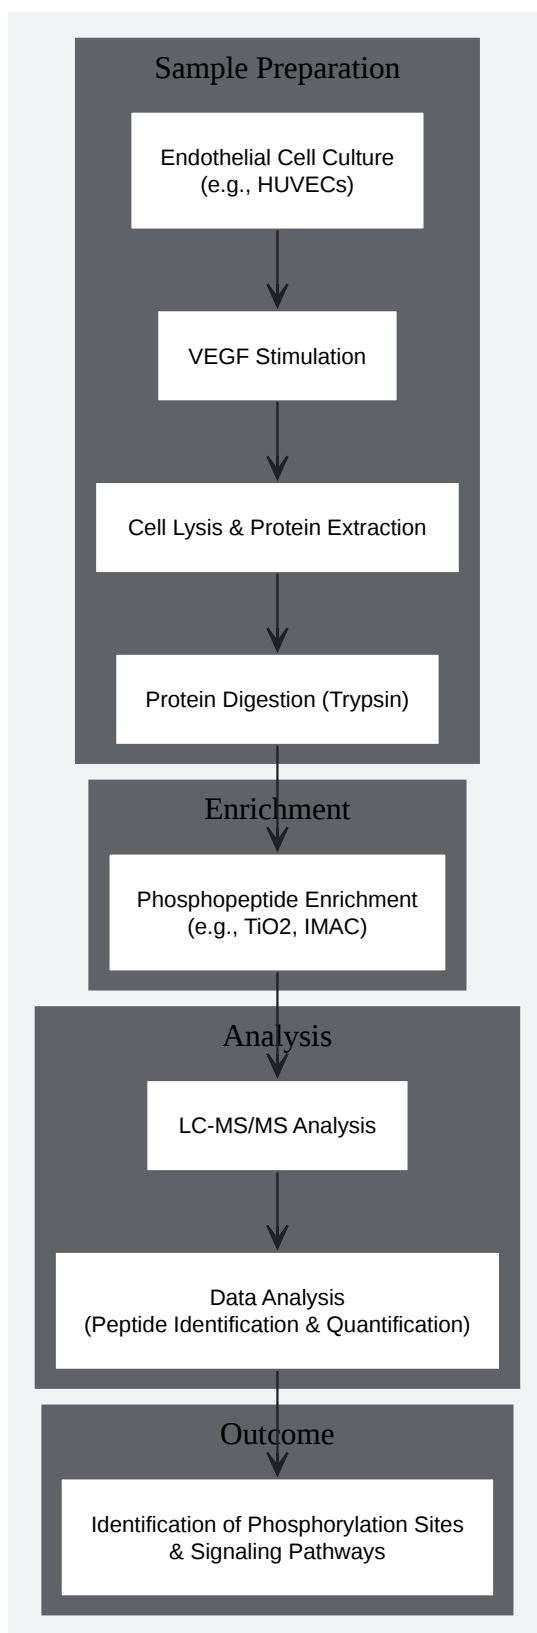 Sample Preparation
Endothelial Cell Culture
(e.g., HUVECs)
VEGF Stimulation
Cell Lysis & Protein Extraction
Protein Digestion (Trypsin)
Enrichment
Phosphopeptide Enrichment
(e.g., TiO2, IMAC)
Analysis
LC-MS/MS Analysis
Data Analysis
(Peptide Identification & Quantification)
Outcome
Identification of Phosphorylation Sites
& Signaling Pathways